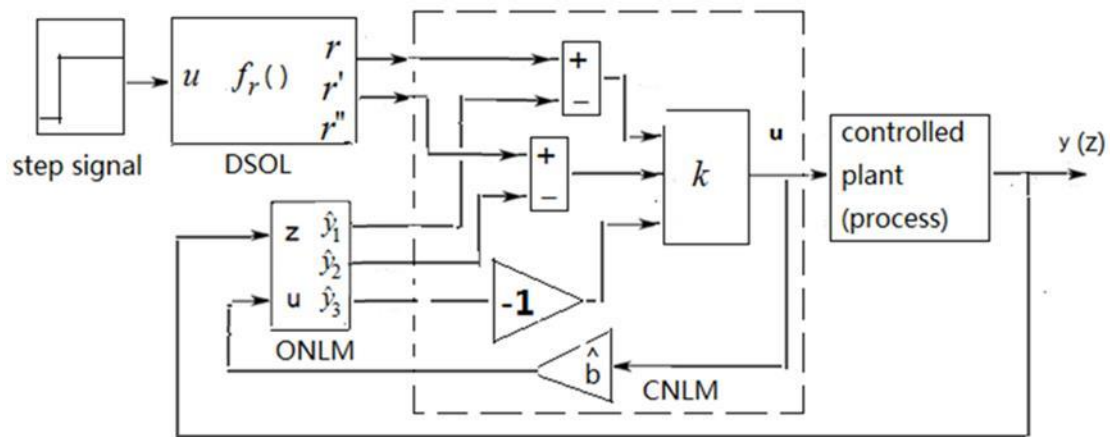 step signal
u
f_r()
r
r'
r"
DSOL
+
−
+
−
k
u
controlled
plant
(process)
y (z)
z
u
ŷ₁
ŷ₂
ŷ₃
ONLM
-1
b̂
CNLM